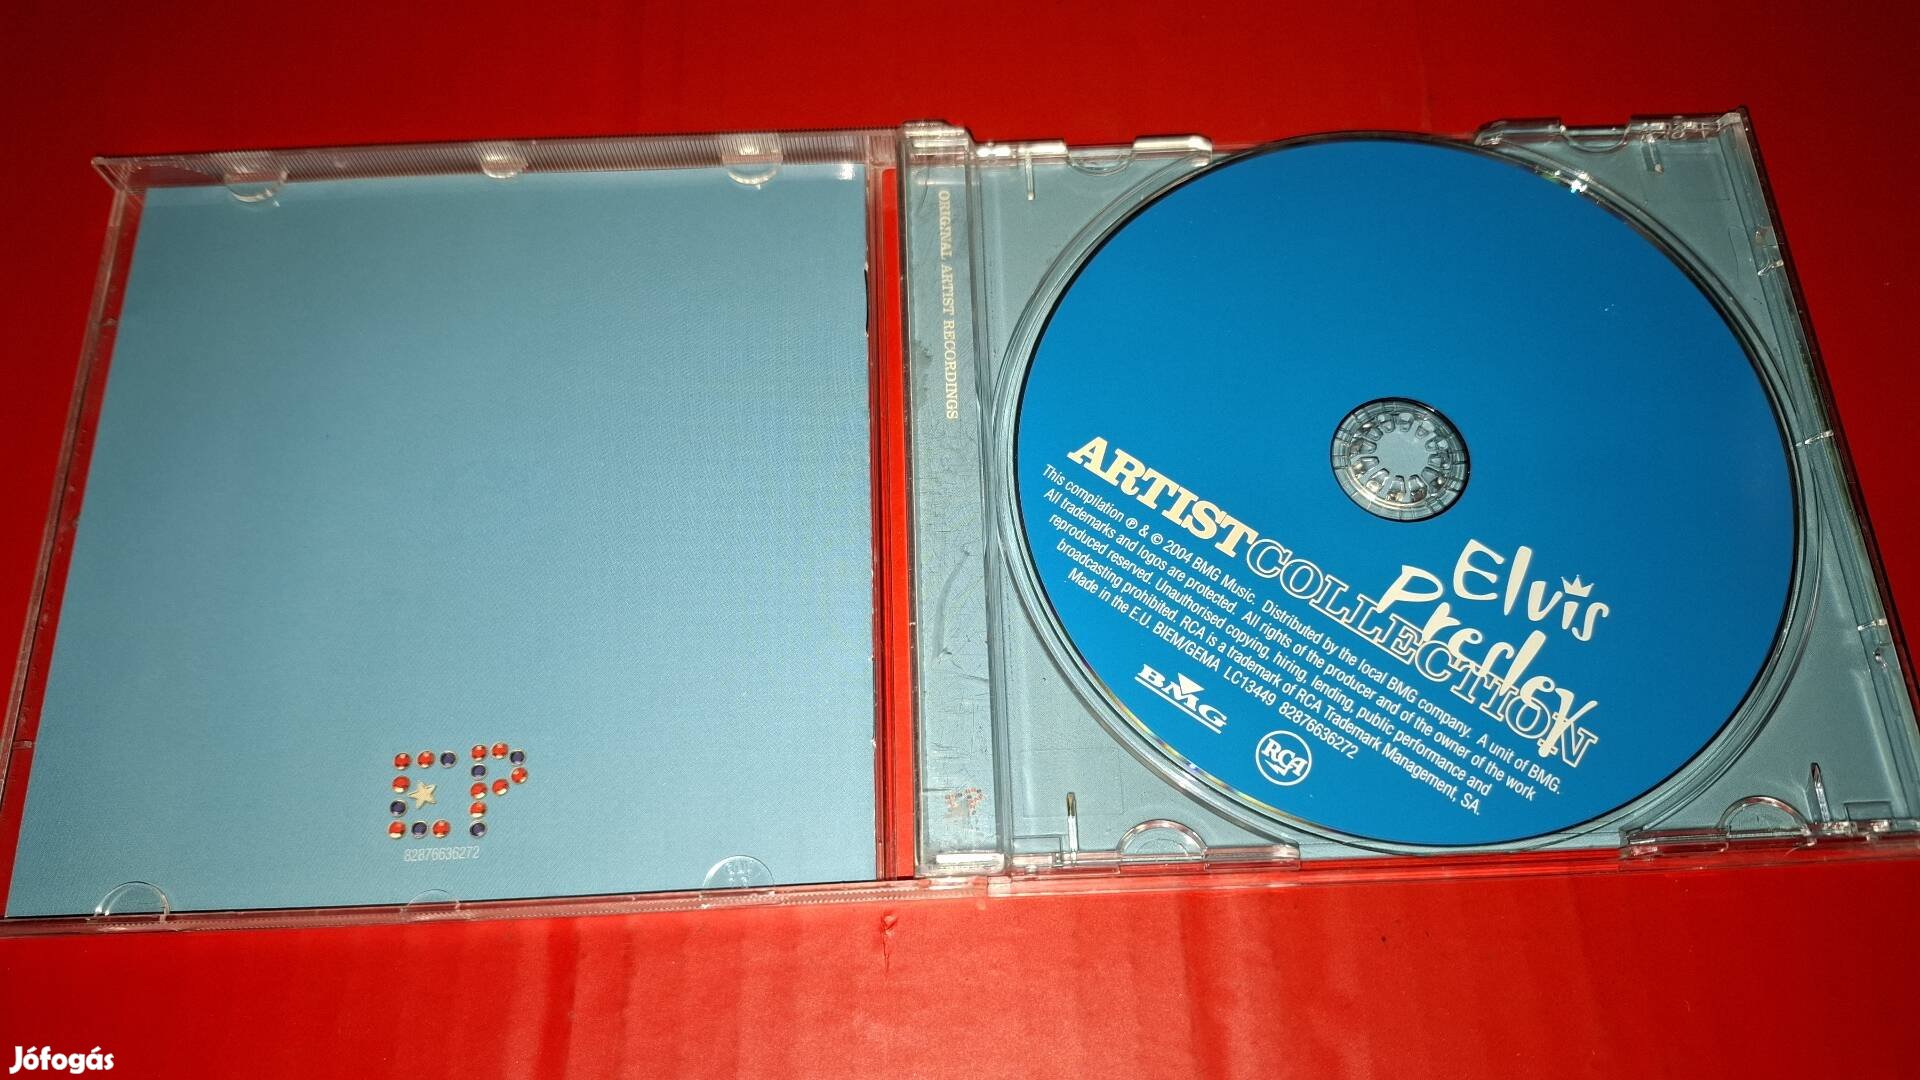 EP
82876636272
ORIGINAL ARTIST RECORDINGS
EP
Elvis
Presley
ARTISTCOLLECTION
This compilation ℗ & © 2004 BMG Music. Distributed by the local BMG company. A unit of BMG.
All trademarks and logos are protected. All rights of the producer and of the owner of the work
reproduced reserved. Unauthorised copying, hiring, lending, public performance and
broadcasting prohibited. RCA is a trademark of RCA Trademark Management, SA.
Made in the E.U. BIEM/GEMA LC13449 82876636272
BMG
RCA
Jófogás